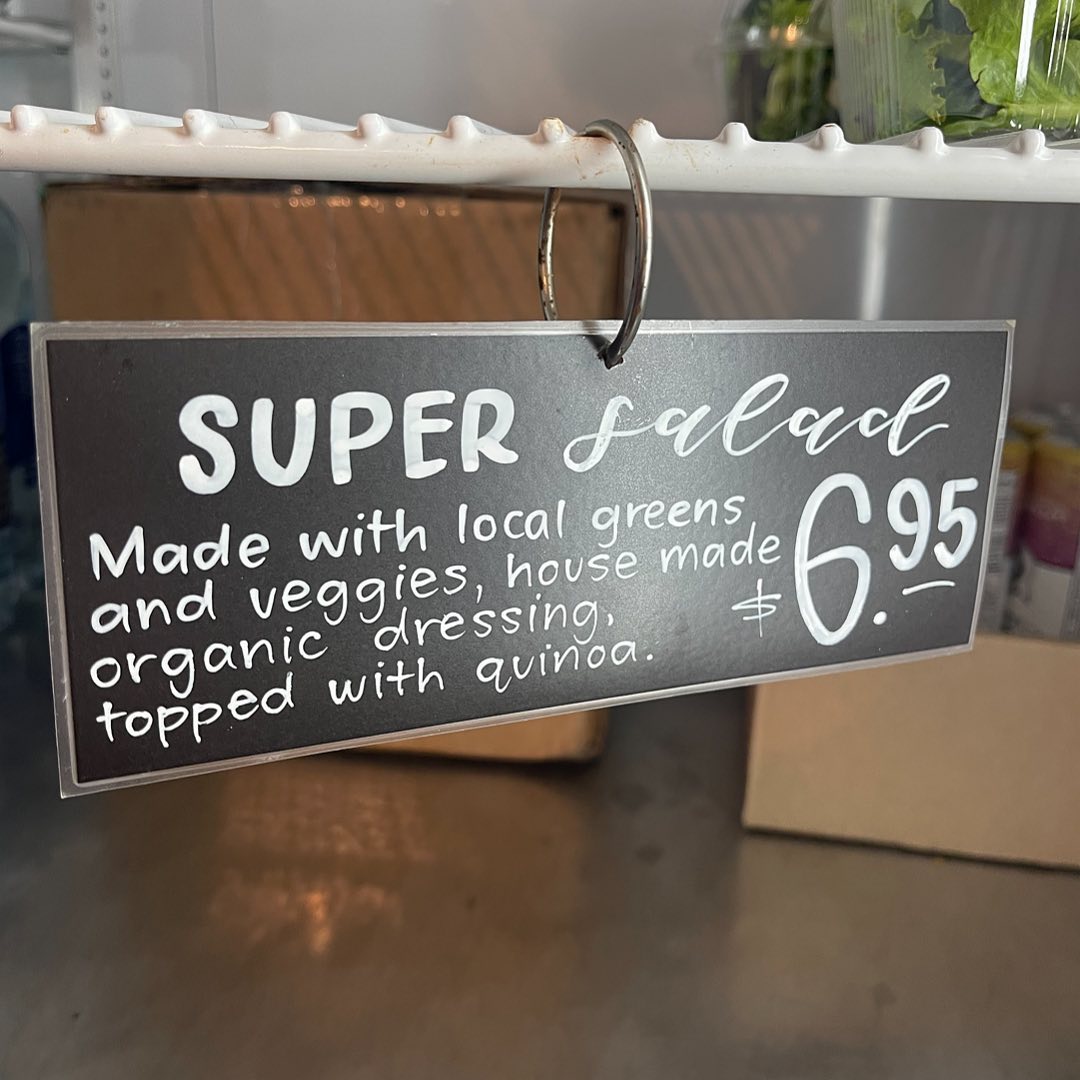 SUPER salad
Made with local greens
and veggies, house made
organic dressing,
topped with quinoa.
$6.95